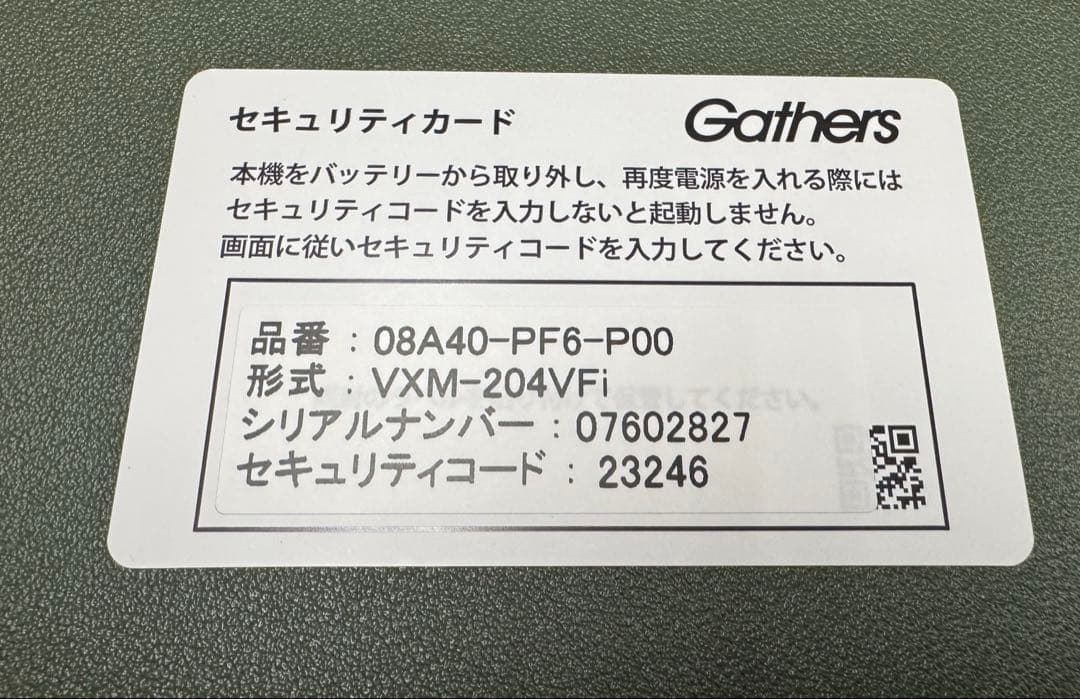 セキュリティカード
Gathers
本機をバッテリーから取り外し、再度電源を入れる際には
セキュリティコードを入力しないと起動しません。
画面に従いセキュリティコードを入力してください。
品番：08A40-PF6-P00
形式：VXM-204VFi
シリアルナンバー：07602827
セキュリティコード：23246